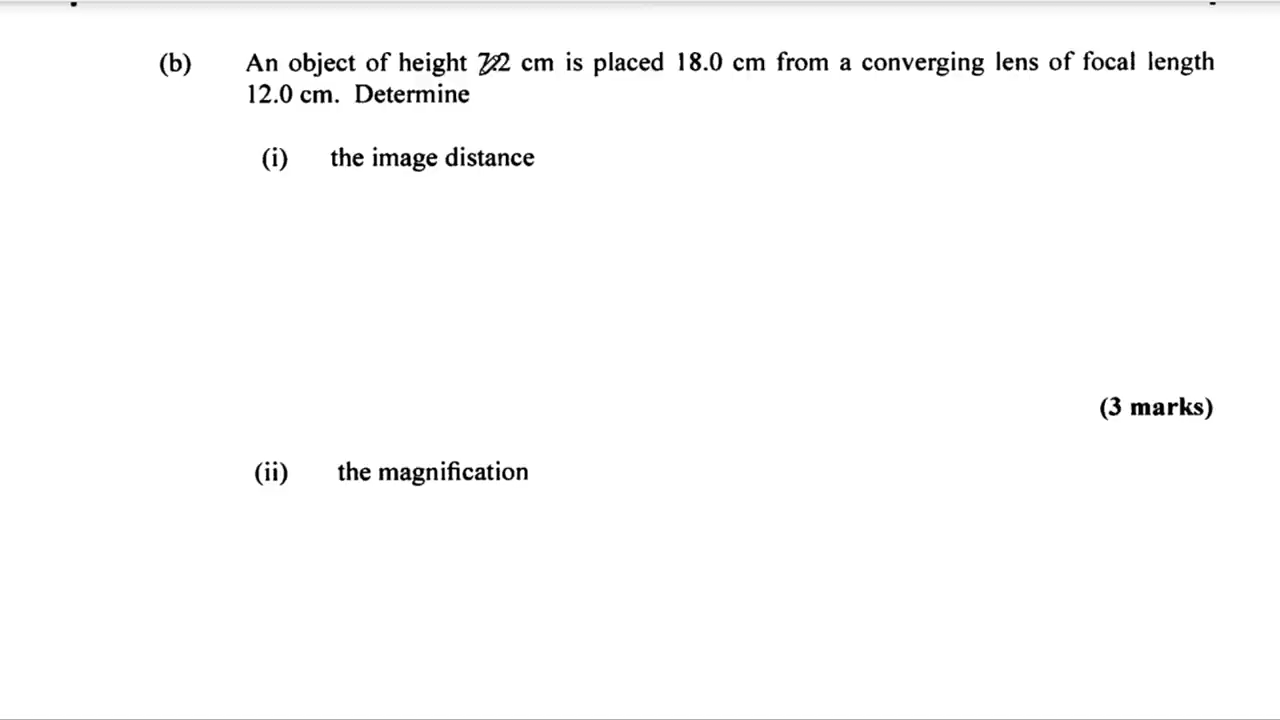 (b) An object of height cm is placed 18.0 cm from a converging lens of focal length
12.0 cm. Determine
(i) the image distance
(3 marks)
(ii) the magnification